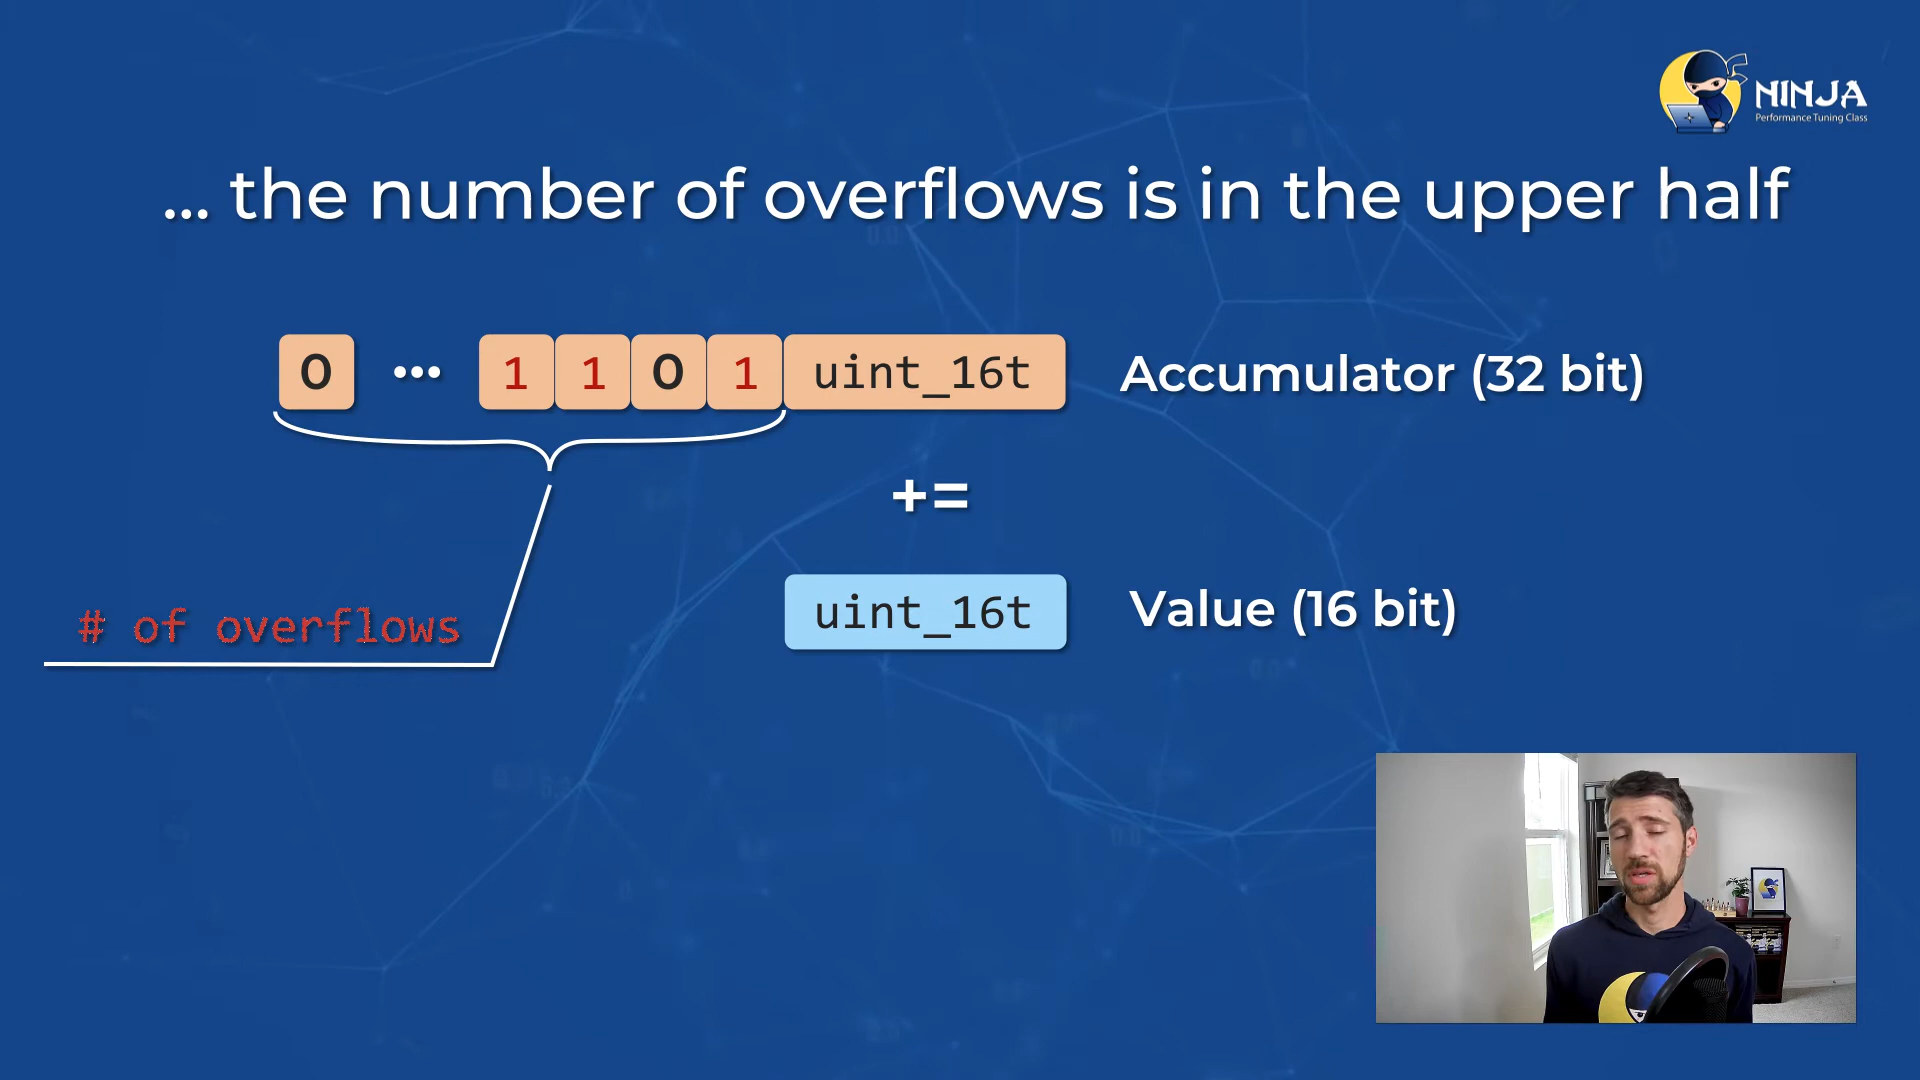 NINJA
Performance Tuning Class
... the number of overflows is in the upper half
0 ... 1 1 0 1 uint_16t Accumulator (32 bit)
+=
uint_16t Value (16 bit)
# of overflows